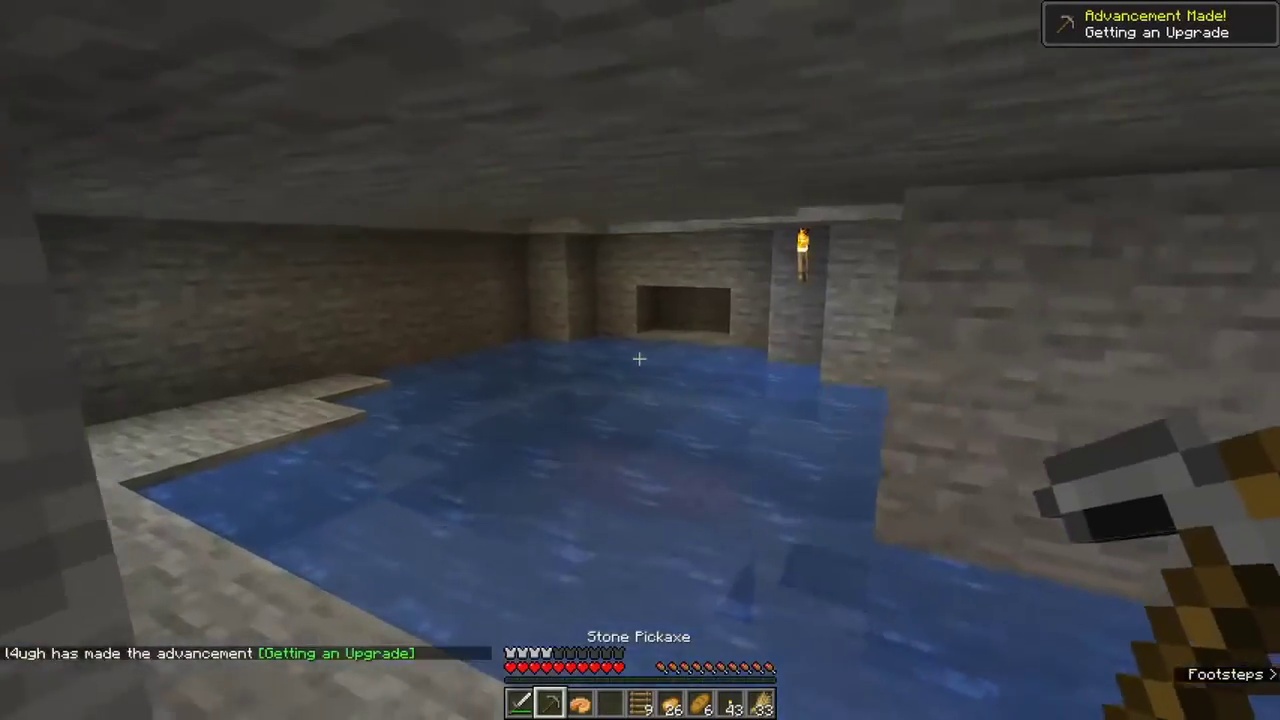 Advancement Made!
Getting an Upgrade
Stone Pickaxe
l4ugh has made the advancement [Getting an Upgrade]
Footsteps >
9 26 6 43 33